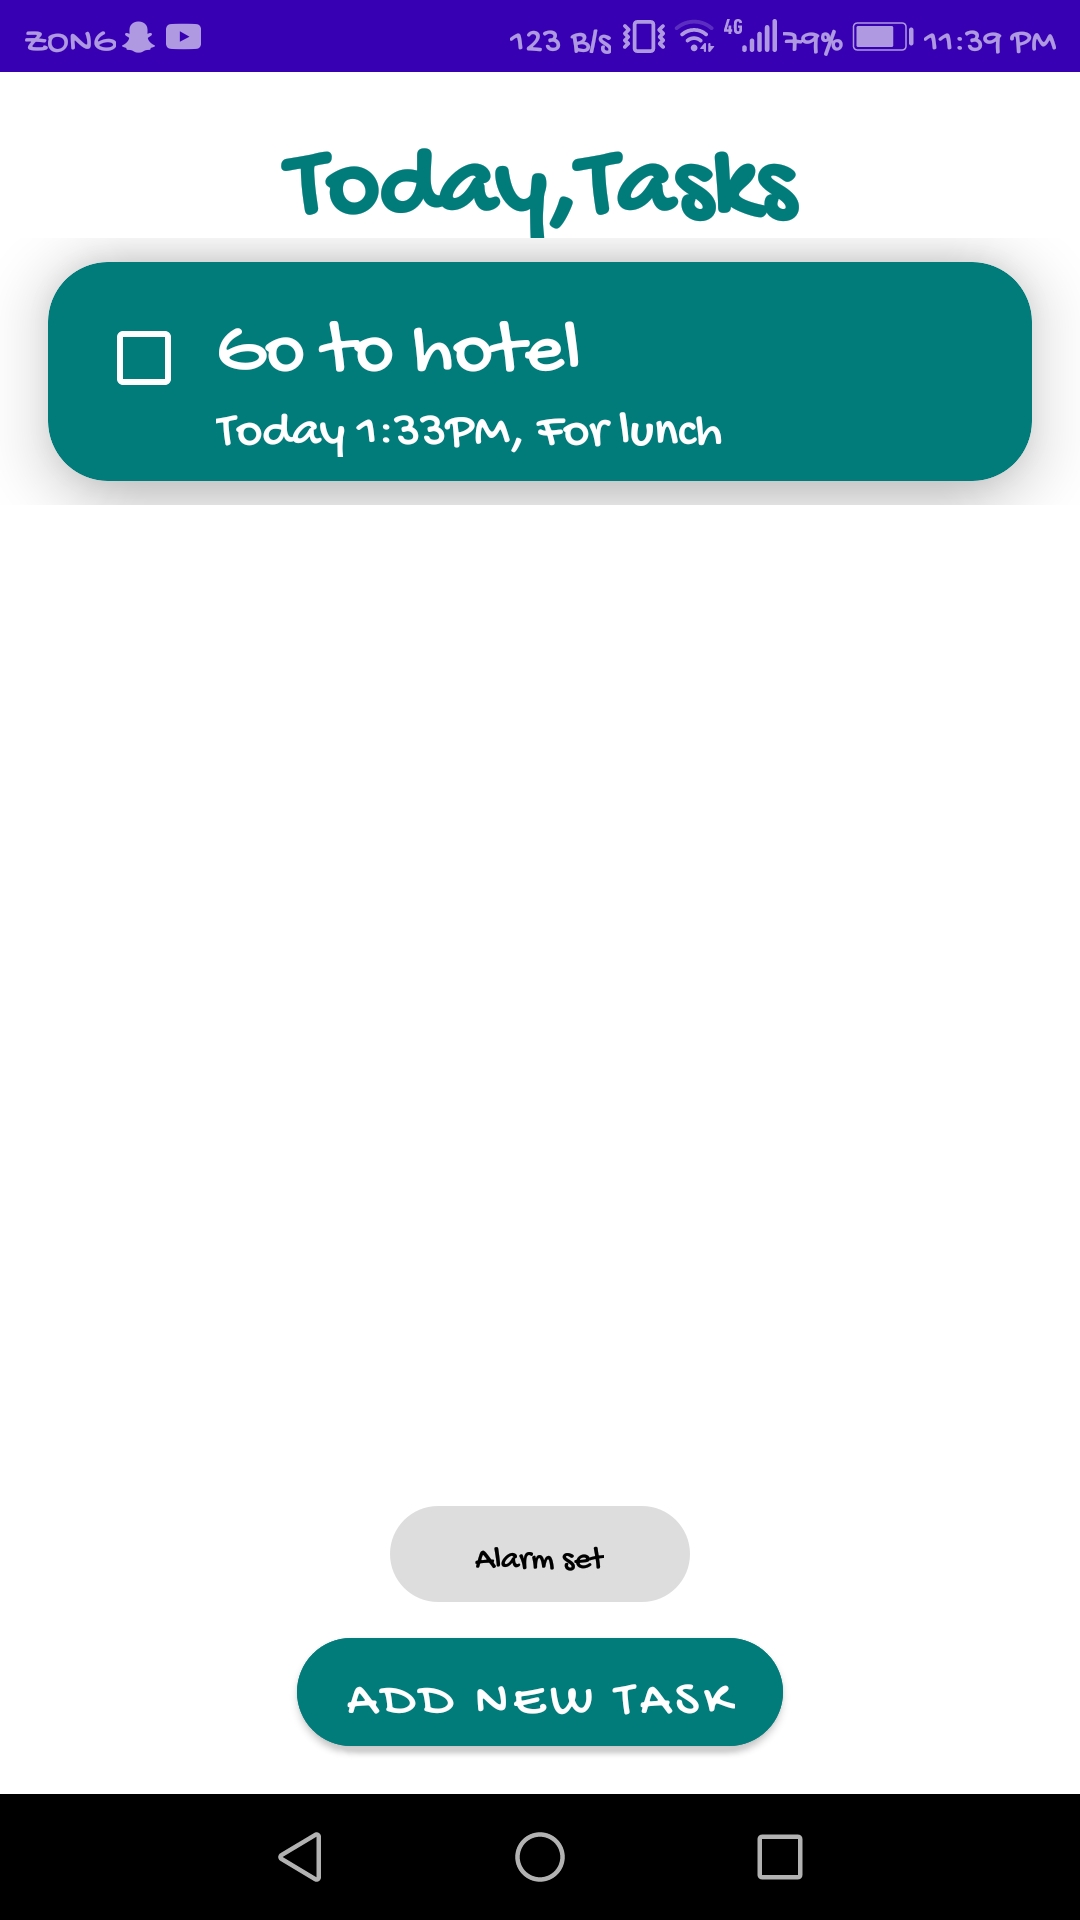 ZONG 123 B/s 4G 79% 11:39 PM
Today,Tasks
Go to hotel
Today 1:33PM, For lunch
Alarm set
ADD NEW TASK